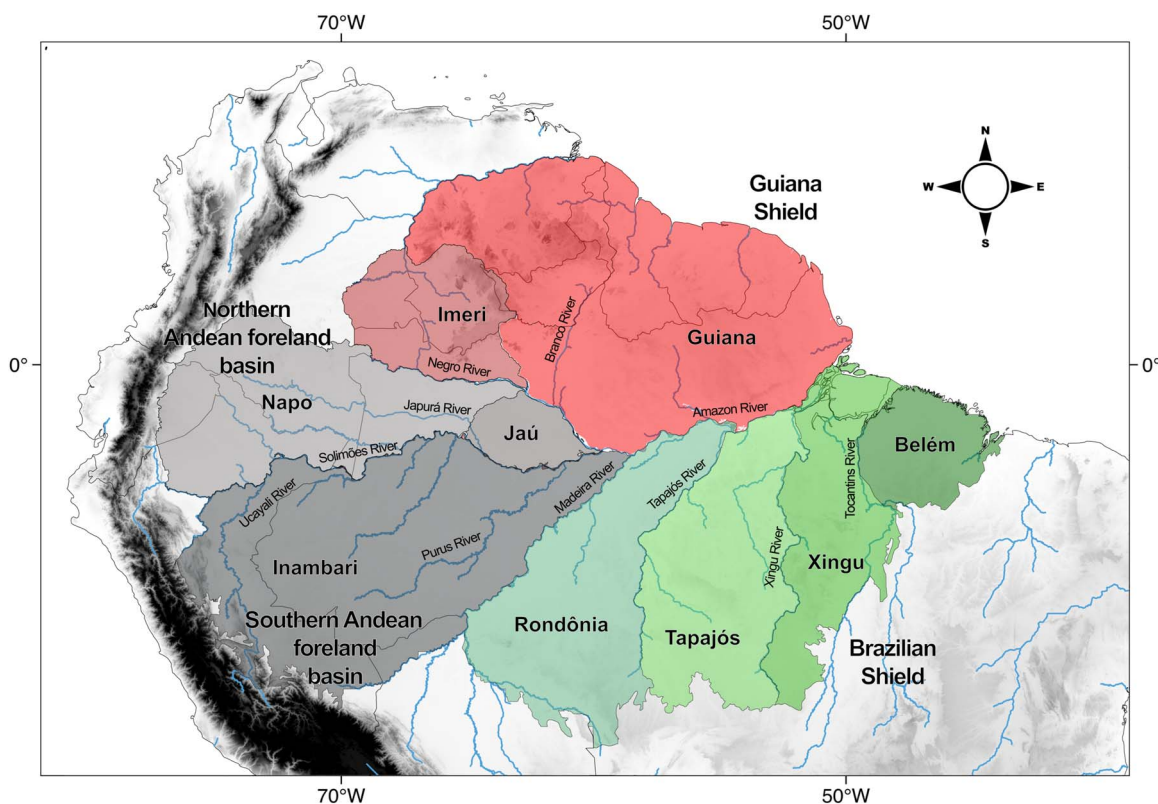 70°W
50°W
N
W
E
S
Guiana
Shield
Northern
Andean foreland
basin
Imeri
Branco River
Guiana
0°
0°
Negro River
Napo
Japurá River
Amazon River
Jaú
Solimões River
Belém
Ucayali River
Madeira River
Tapajós River
Tocantins River
Purus River
Xingu River
Inambari
Xingu
Southern Andean
foreland
basin
Rondônia
Tapajós
Brazilian
Shield
70°W
50°W